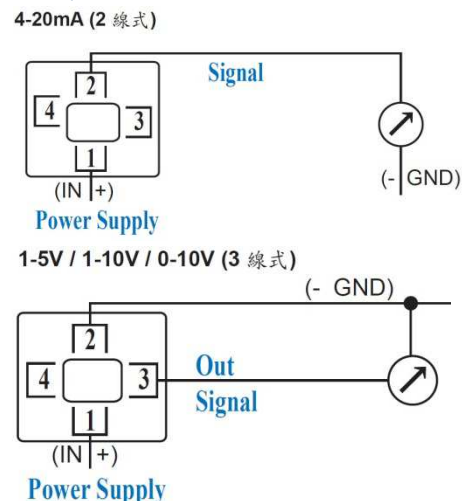 4-20mA (2 線式)
Signal
2
4
3
1
(IN +)
(- GND)
Power Supply
1-5V / 1-10V / 0-10V (3 線式)
(- GND)
2
4
3
Out
Signal
1
(IN +)
Power Supply